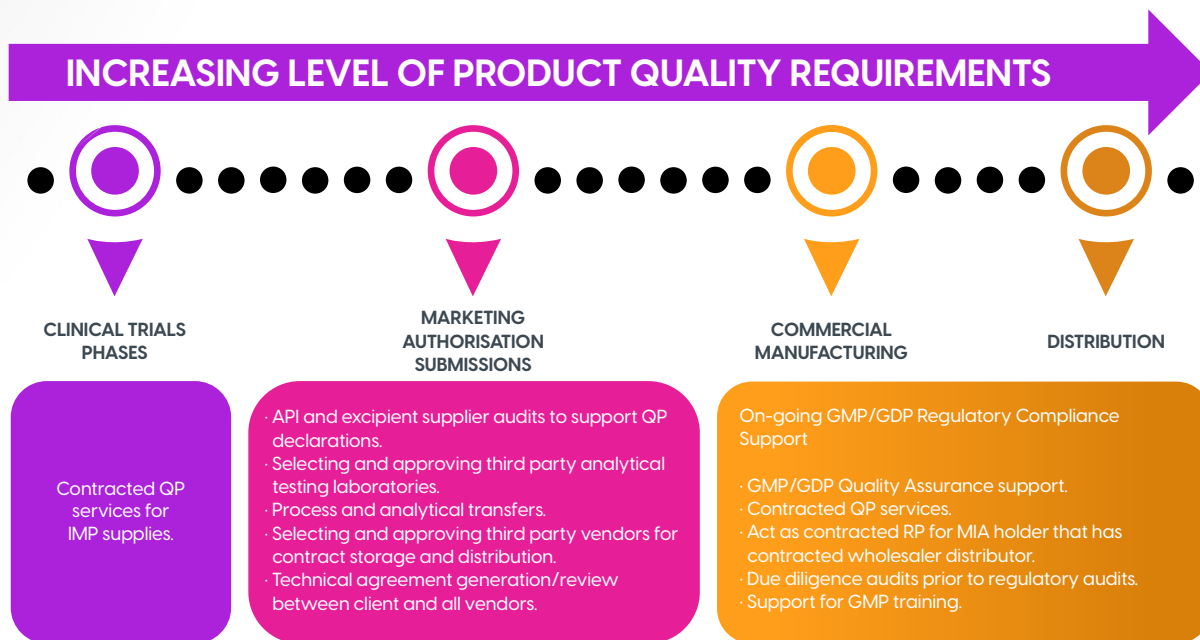 INCREASING LEVEL OF PRODUCT QUALITY REQUIREMENTS
CLINICAL TRIALS
PHASES
MARKETING
AUTHORISATION
SUBMISSIONS
COMMERCIAL
MANUFACTURING
DISTRIBUTION
Contracted QP
services for
IMP supplies.
· API and excipient supplier audits to support QP
declarations.
· Selecting and approving third party analytical
testing laboratories.
· Process and analytical transfers.
· Selecting and approving third party vendors for
contract storage and distribution.
· Technical agreement generation/review
between client and all vendors.
On-going GMP/GDP Regulatory Compliance
Support
· GMP/GDP Quality Assurance support.
· Contracted QP services.
· Act as contracted RP for MIA holder that has
contracted wholesaler distributor.
· Due diligence audits prior to regulatory audits.
· Support for GMP training.